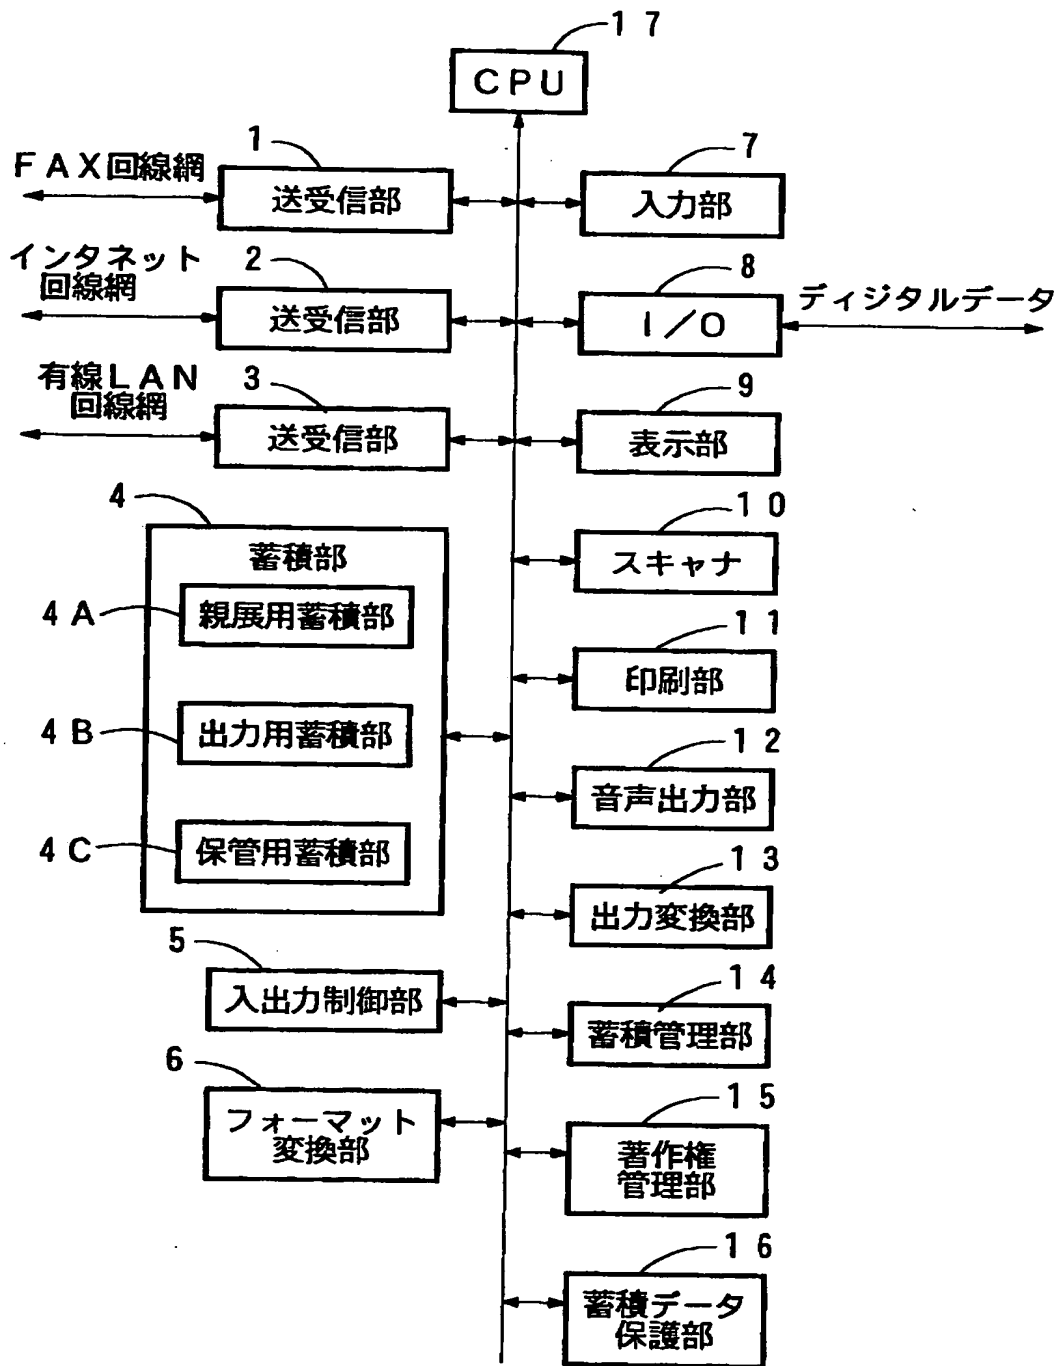 17
CPU
1
7
FAX回線網
送受信部
入力部
インタネット
回線網
2
送受信部
8
I/O
ディジタルデータ
有線LAN
回線網
3
送受信部
9
表示部
4
蓄積部
4A
親展用蓄積部
4B
出力用蓄積部
4C
保管用蓄積部
10
スキャナ
11
印刷部
12
音声出力部
13
出力変換部
5
入出力制御部
14
蓄積管理部
6
フォーマット
変換部
15
著作権
管理部
16
蓄積データ
保護部